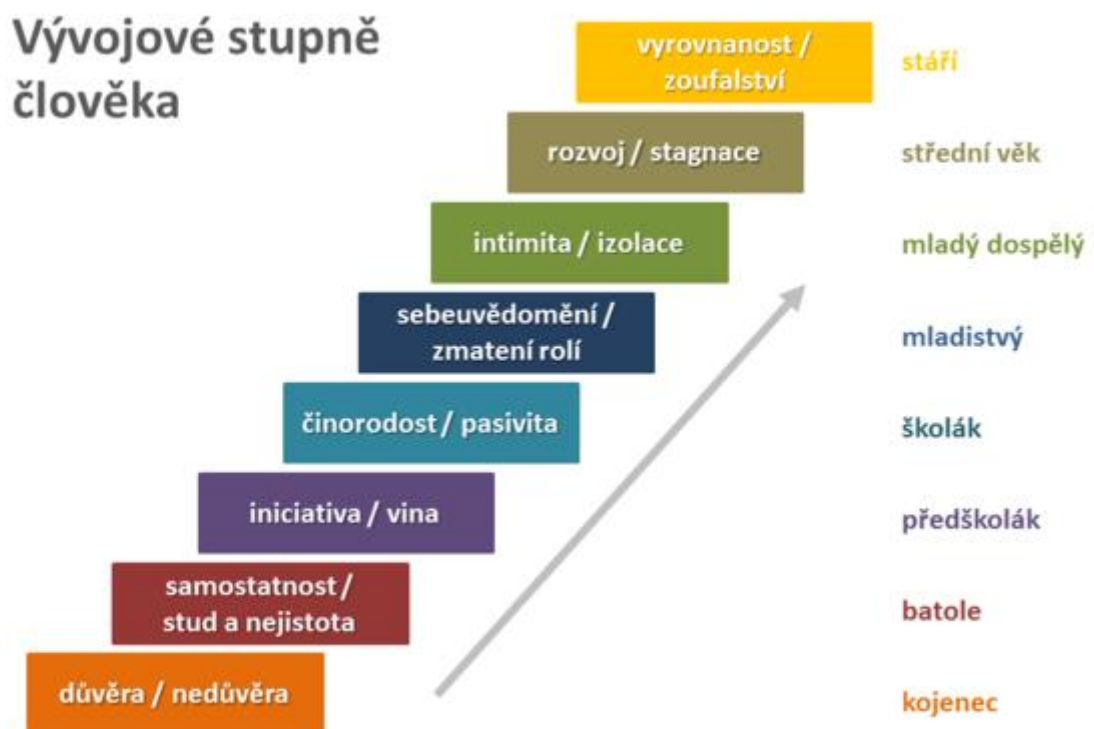 Vývojové stupně
člověka
vyrovnanost /
zoufalství
stáří
rozvoj / stagnace
střední věk
intimita / izolace
mladý dospělý
sebeuvědomění /
zmatení rolí
mladistvý
činorodost / pasivita
školák
iniciativa / vina
předškolák
samostatnost /
stud a nejistota
batole
důvěra / nedůvěra
kojenec